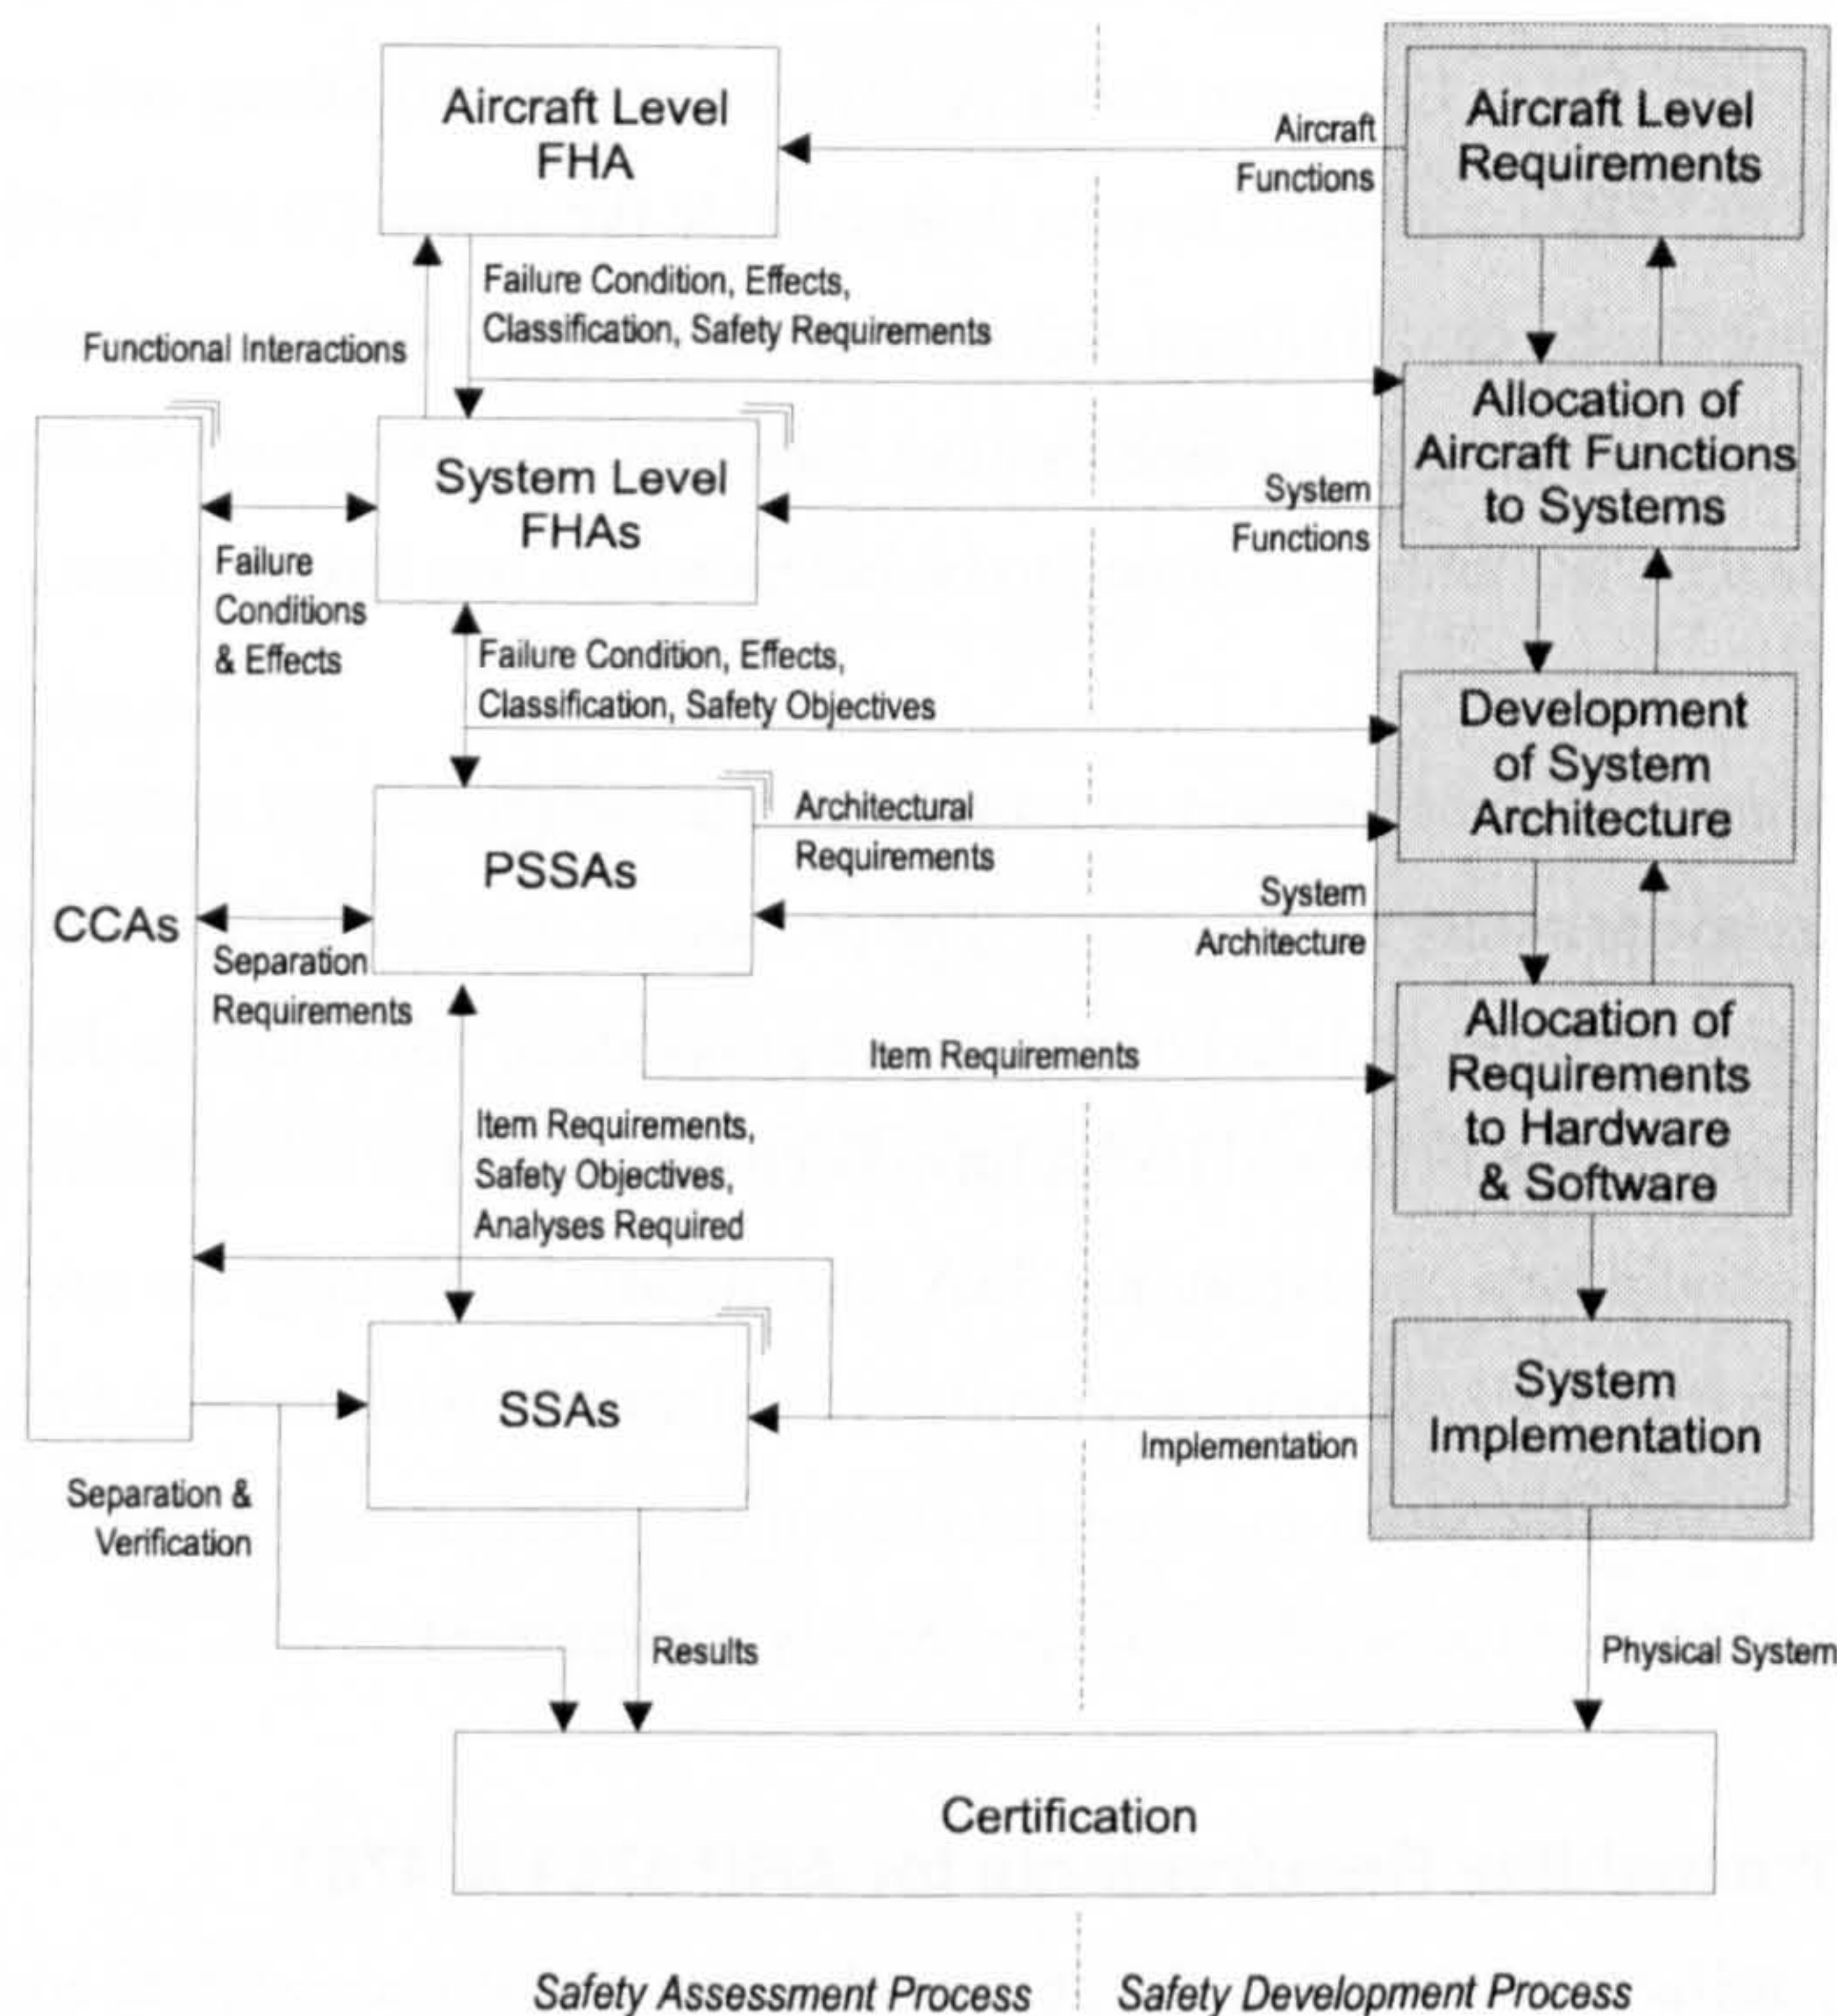 Aircraft Level
FHA
Aircraft
Functions
Aircraft Level
Requirements
Failure Condition, Effects,
Classification, Safety Requirements
Functional Interactions
Allocation of
Aircraft Functions
to Systems
System Level
FHAs
System
Functions
Failure
Conditions
& Effects
Failure Condition, Effects,
Classification, Safety Objectives
Development
of System
Architecture
Architectural
Requirements
PSSAs
System
Architecture
CCAs
Separation
Requirements
Item Requirements
Allocation of
Requirements
to Hardware
& Software
Item Requirements,
Safety Objectives,
Analyses Required
SSAs
System
Implementation
Implementation
Separation &
Verification
Results
Physical System
Certification
Safety Assessment Process
Safety Development Process